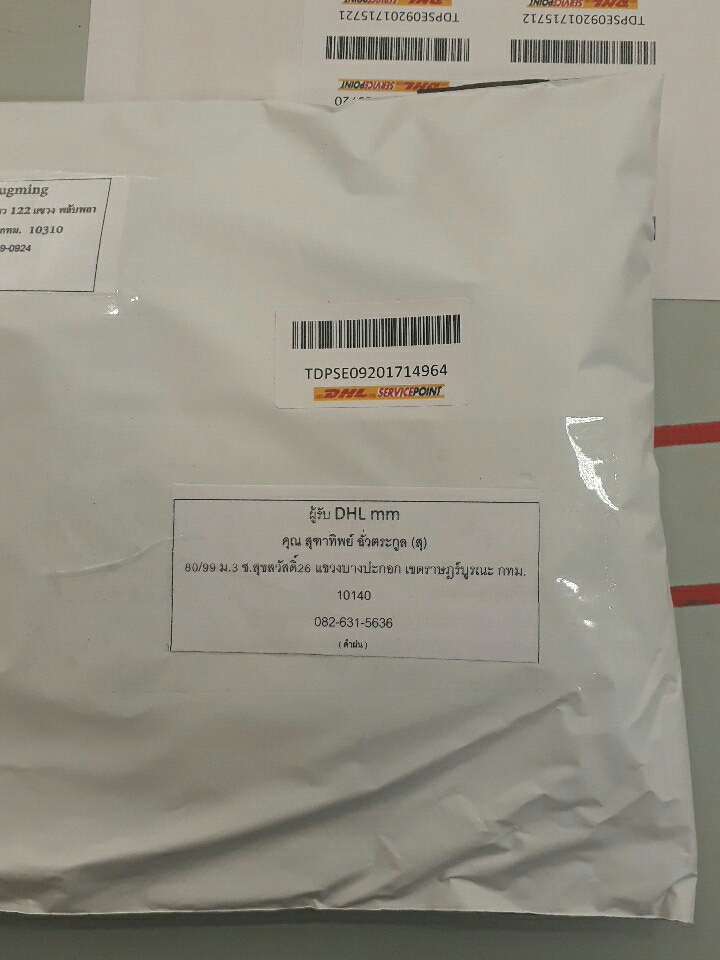 TDPSE09201715721
TDPSE09201715712
DHL SERVICEPOINT
ugming
122 แขวง พลับพลา
กทม. 10310
9-0924
TDPSE09201714964
DHL SERVICEPOINT
ผู้รับ DHL mm
คุณ สุฑาทิพย์ ฉั่วตระกูล (สุ)
80/99 ม.3 ซ.สุขสวัสดิ์26 แขวงบางปะกอก เขตราษฎร์บูรณะ กทม.
10140
082-631-5636